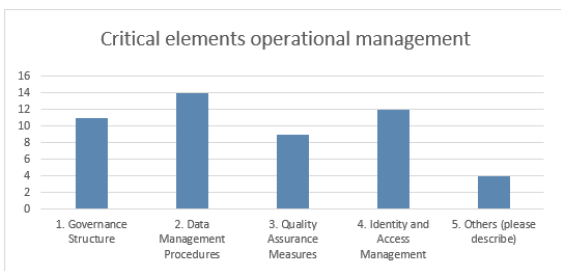 Critical elements operational management
16
14
12
10
8
6
4
2
0
1. Governance
Structure
2. Data
Management
Procedures
3. Quality
Assurance
Measures
4. Identity and
Access
Management
5. Others (please
describe)